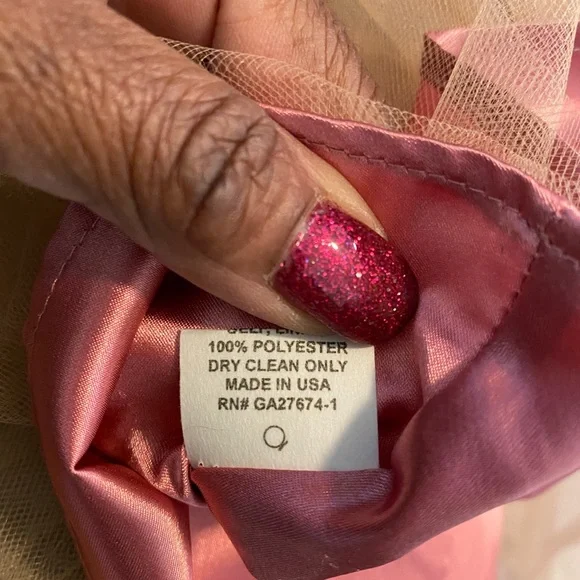 100% POLYESTER
DRY CLEAN ONLY
MADE IN USA
RN# GA27674-1